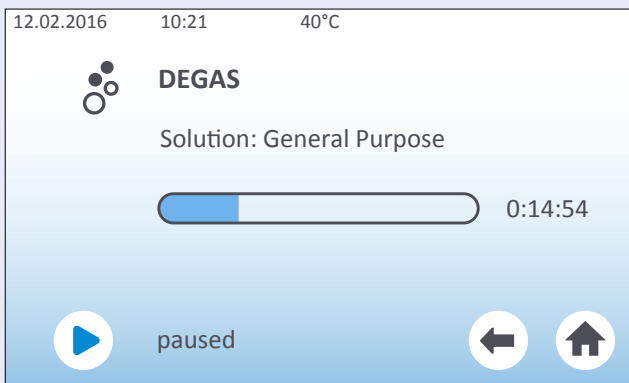 12.02.2016 10:21 40°C
DEGAS
Solution: General Purpose
0:14:54
paused